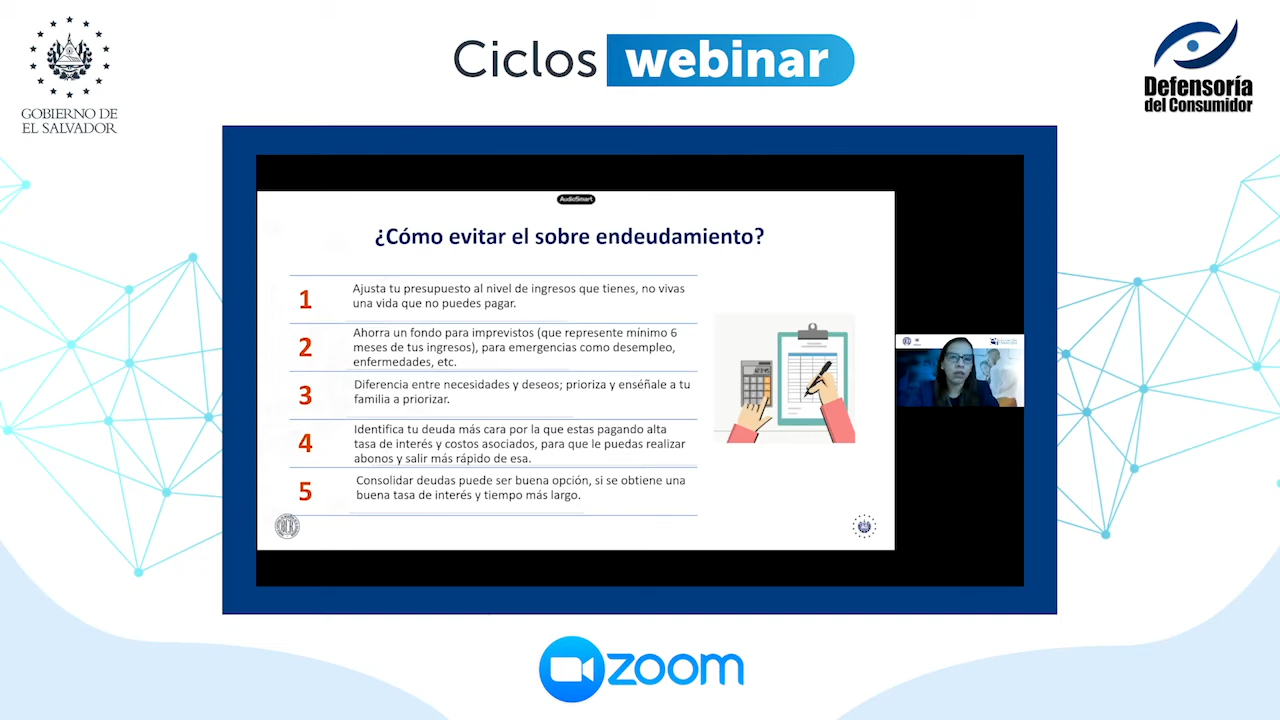 Ciclos webinar
GOBIERNO DE
EL SALVADOR
Defensoría
del Consumidor
AudioSmart
¿Cómo evitar el sobre endeudamiento?
1 Ajusta tu presupuesto al nivel de ingresos que tienes, no vivas
una vida que no puedes pagar.
2 Ahorra un fondo para imprevistos (que represente mínimo 6
meses de tus ingresos), para emergencias como desempleo,
enfermedades, etc.
3 Diferencia entre necesidades y deseos; prioriza y enséñale a tu
familia a priorizar.
4 Identifica tu deuda más cara por la que estas pagando alta
tasa de interés y costos asociados, para que le puedas realizar
abonos y salir más rápido de esa.
5 Consolidar deudas puede ser buena opción, si se obtiene una
buena tasa de interés y tiempo más largo.
zoom